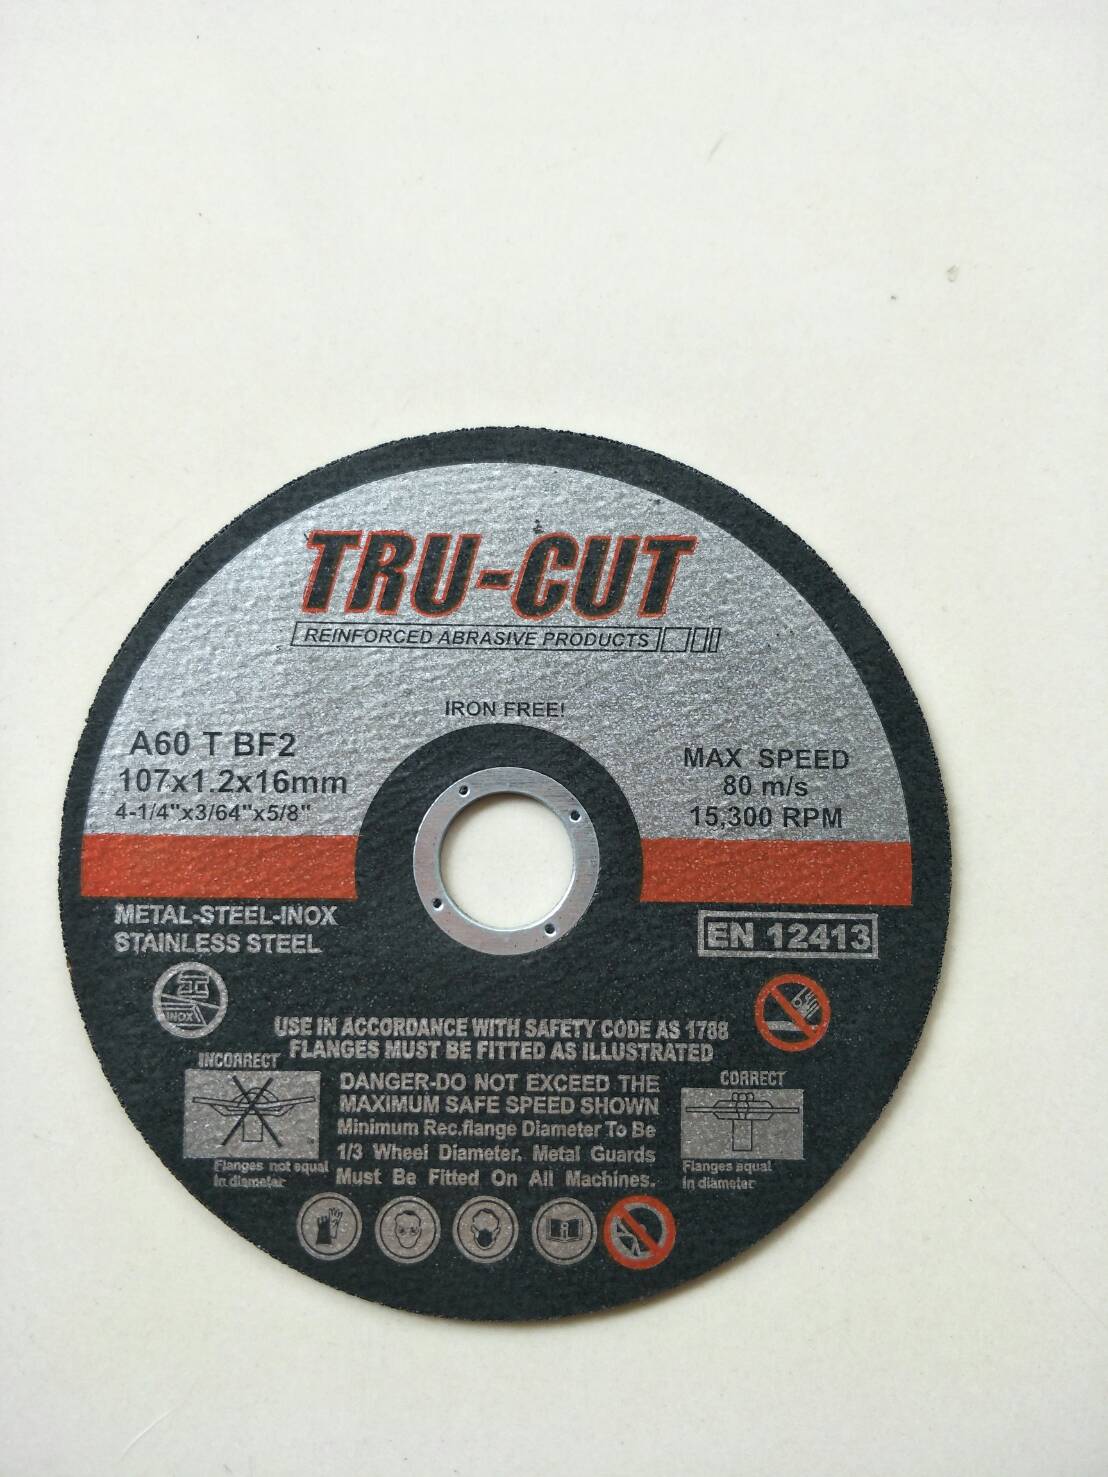 TRU-CUT
REINFORCED ABRASIVE PRODUCTS
IRON FREE!
A60 T BF2
107x1.2x16mm
4-1/4"x3/64"x5/8"
MAX SPEED
80 m/s
15,300 RPM
METAL-STEEL-INOX
STAINLESS STEEL
EN 12413
INOX
USE IN ACCORDANCE WITH SAFETY CODE AS 1788
FLANGES MUST BE FITTED AS ILLUSTRATED
INCORRECT
Flanges not equal
in diameter
DANGER-DO NOT EXCEED THE
MAXIMUM SAFE SPEED SHOWN
Minimum Rec.flange Diameter To Be
1/3 Wheel Diameter. Metal Guards
Must Be Fitted On All Machines.
CORRECT
Flanges equal
in diameter